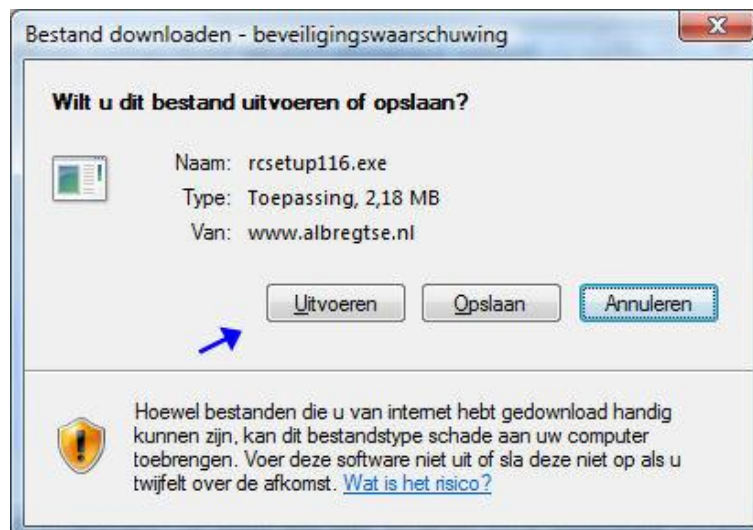 Bestand downloaden - beveiligingswaarschuwing
Wilt u dit bestand uitvoeren of opslaan?
Naam: rcsetup116.exe
Type: Toepassing, 2,18 MB
Van: www.albregtse.nl
Uitvoeren Opslaan Annuleren
Hoewel bestanden die u van internet hebt gedownload handig
kunnen zijn, kan dit bestandstype schade aan uw computer
toebrengen. Voer deze software niet uit of sla deze niet op als u
twijfelt over de afkomst. Wat is het risico?